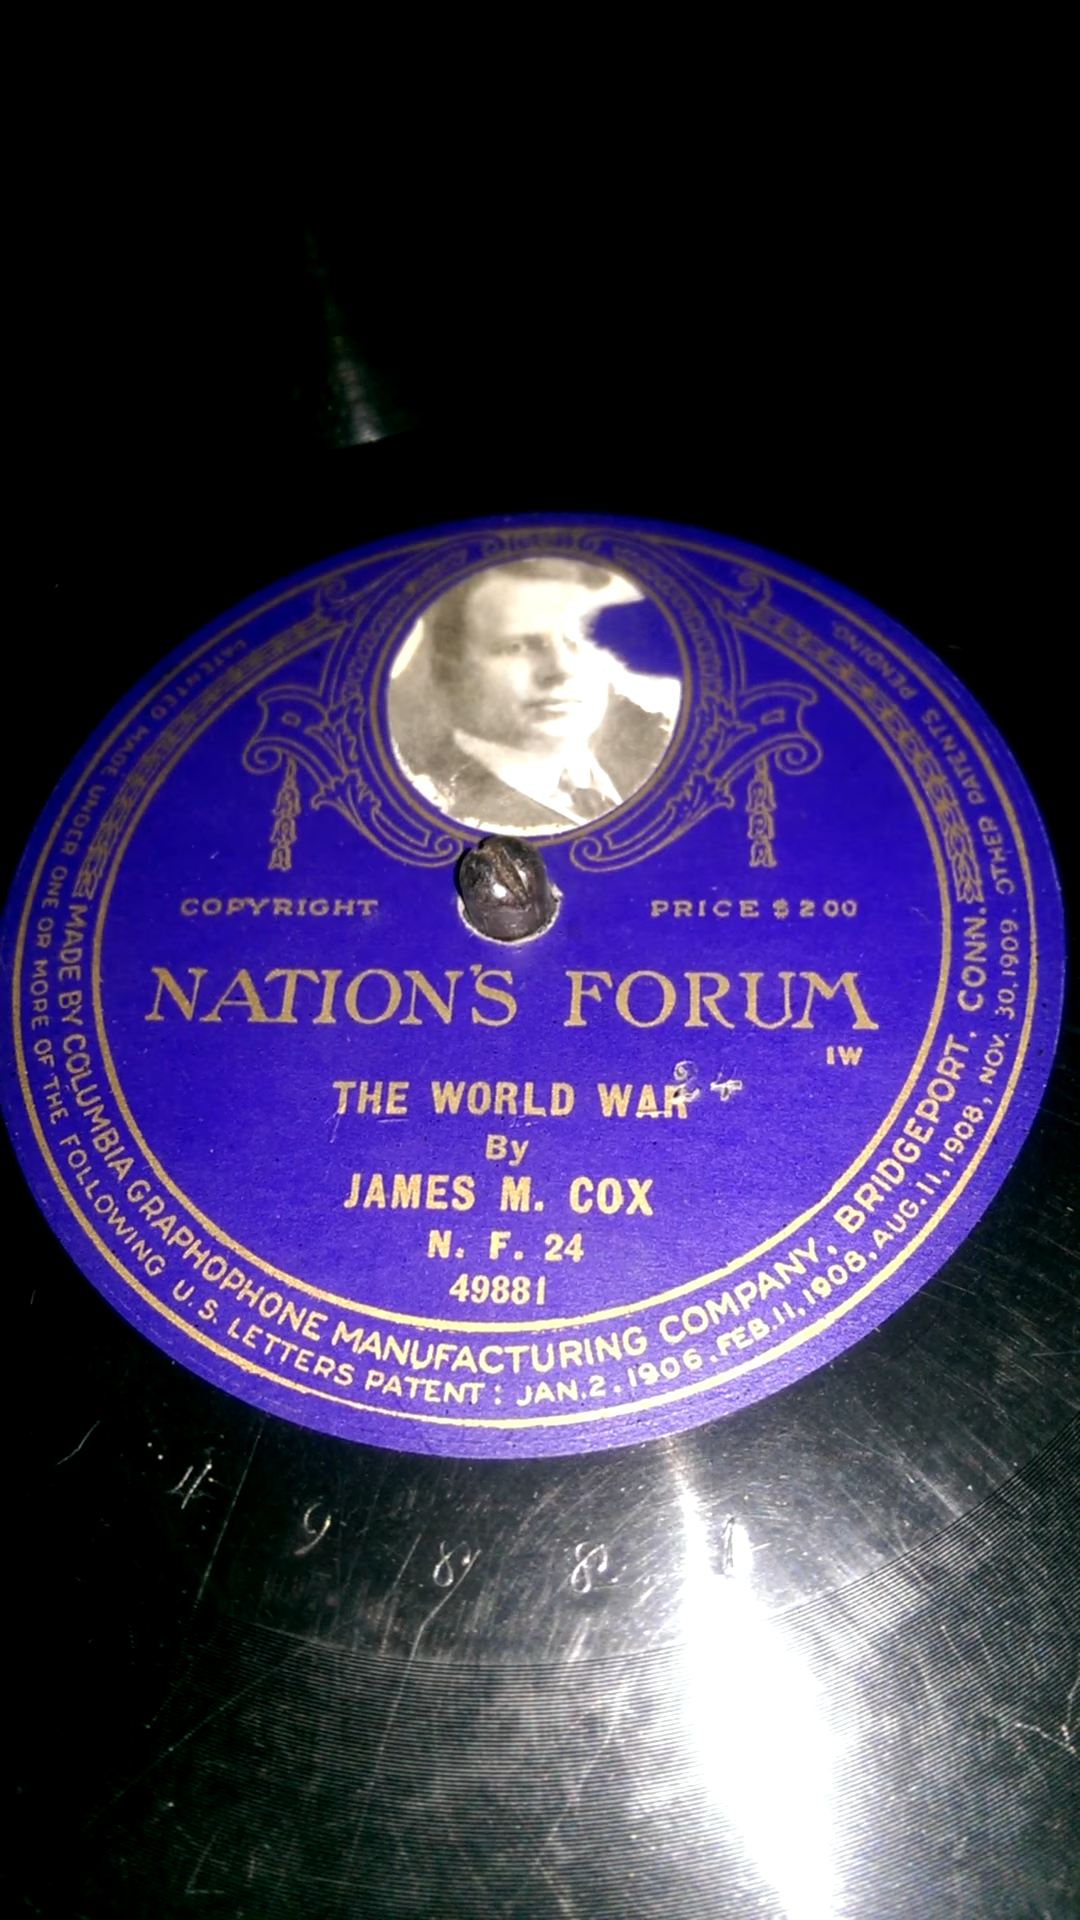 COPYRIGHT
PRICE $2.00
NATION'S FORUM
IW
THE WORLD WAR
24
By
JAMES M. COX
N. F. 24
49881
MADE BY COLUMBIA GRAPHOPHONE MANUFACTURING COMPANY, BRIDGEPORT, CONN.
PATENTED MADE UNDER ONE OR MORE OF THE FOLLOWING U.S. LETTERS PATENT: JAN.2.1906.FEB.11,1908.AUG.11,1908, NOV. 30,1909. OTHER PATENTS PENDING.
49881